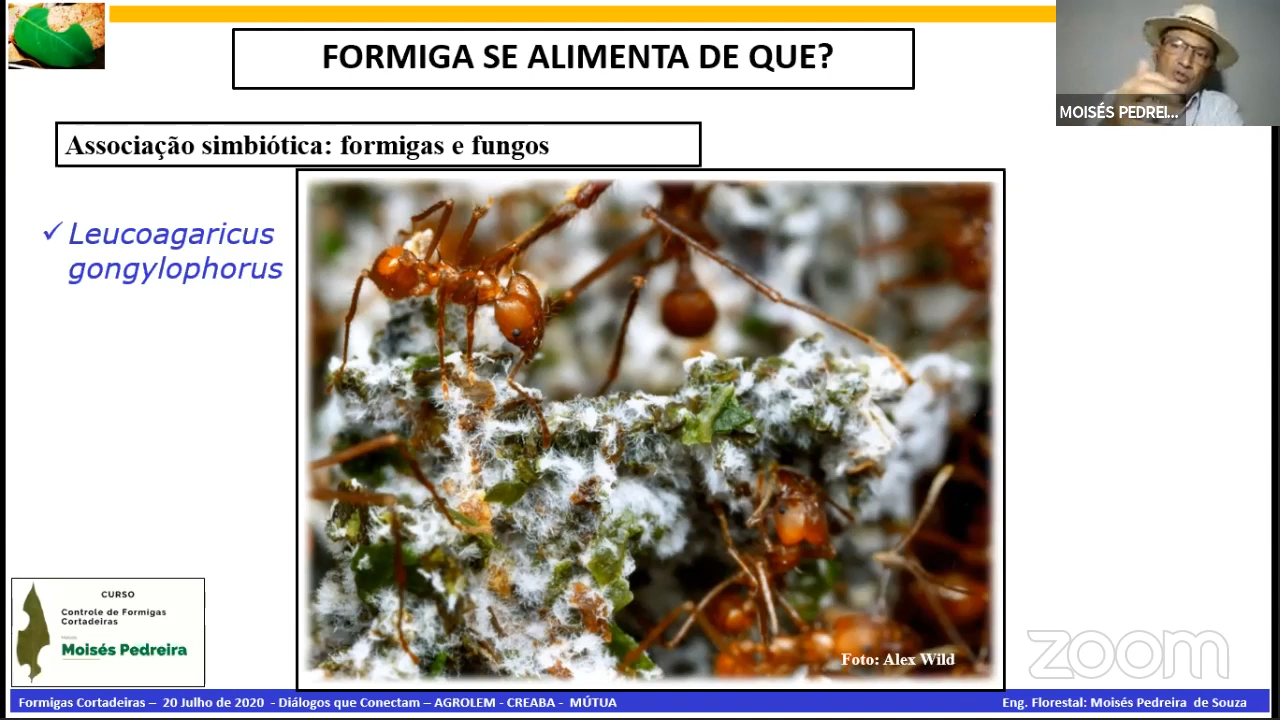 FORMIGA SE ALIMENTA DE QUE?
MOISÉS PEDREI...
Associação simbiótica: formigas e fungos
✓ Leucoagaricus
gongylophorus
CURSO
Controle de Formigas
Cortadeiras
Moisés Pedreira
Foto: Alex Wild
zoom
Formigas Cortadeiras – 20 Julho de 2020 - Diálogos que Conectam – AGROLEM - CREABA - MÚTUA
Eng. Florestal: Moisés Pedreira de Souza